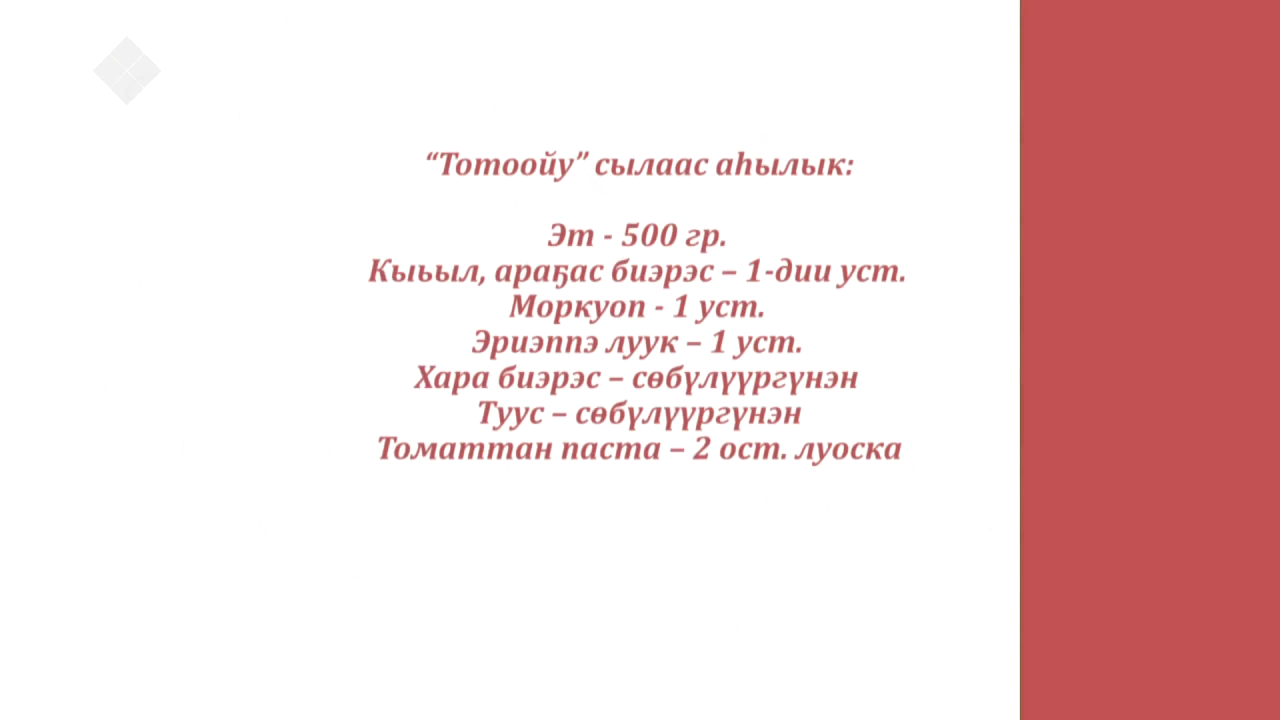 “Тотоойу” сылаас аһылык:
Эт - 500 гр.
Кыьыл, араҕас биэрэс – 1-дии уст.
Моркуоп - 1 уст.
Эриэппэ луук – 1 уст.
Хара биэрэс – сөбүлүүргүнэн
Туус – сөбүлүүргүнэн
Томаттан паста – 2 ост. луоска